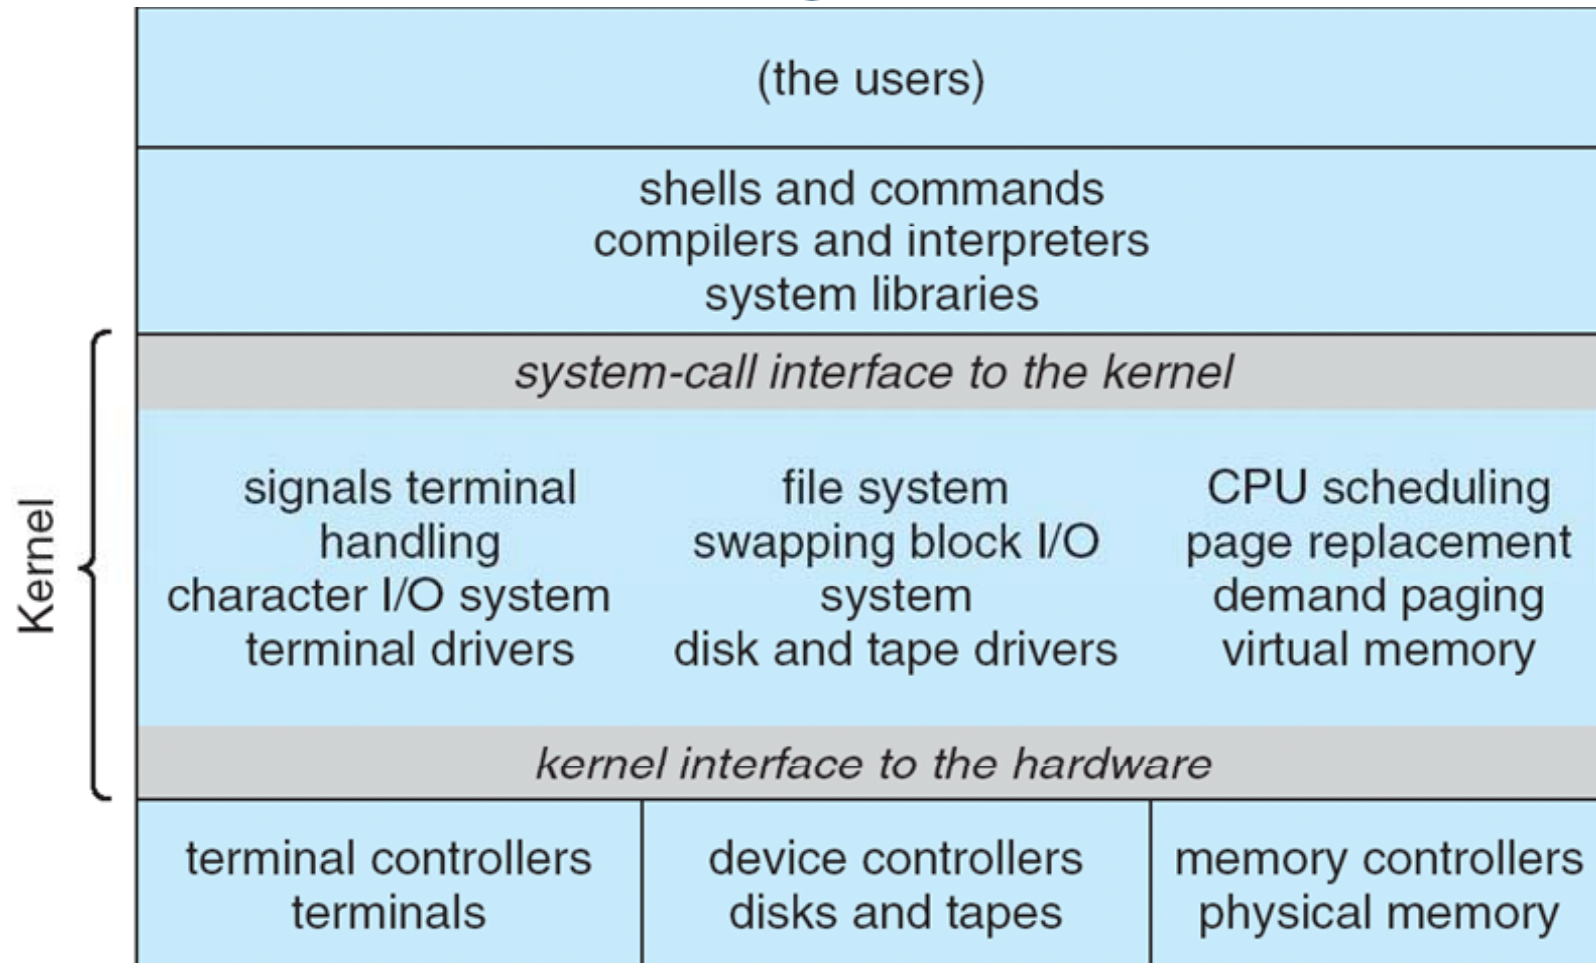 (the users)
shells and commands
compilers and interpreters
system libraries
Kernel
system-call interface to the kernel
signals terminal
handling
character I/O system
terminal drivers
file system
swapping block I/O
system
disk and tape drivers
CPU scheduling
page replacement
demand paging
virtual memory
kernel interface to the hardware
terminal controllers
terminals
device controllers
disks and tapes
memory controllers
physical memory